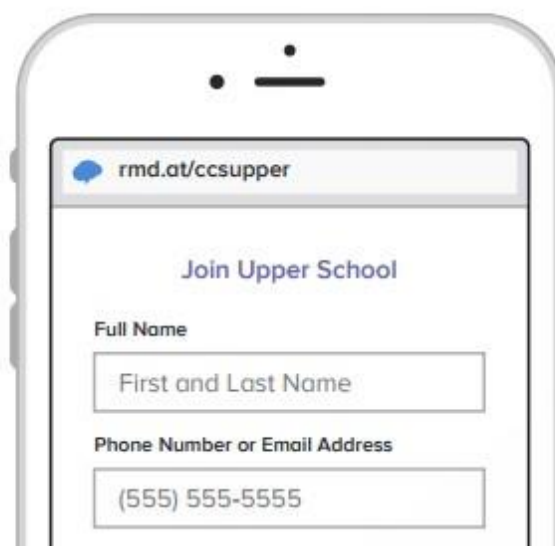 rmd.at/ccsupper
Join Upper School
Full Name
First and Last Name
Phone Number or Email Address
(555) 555-5555